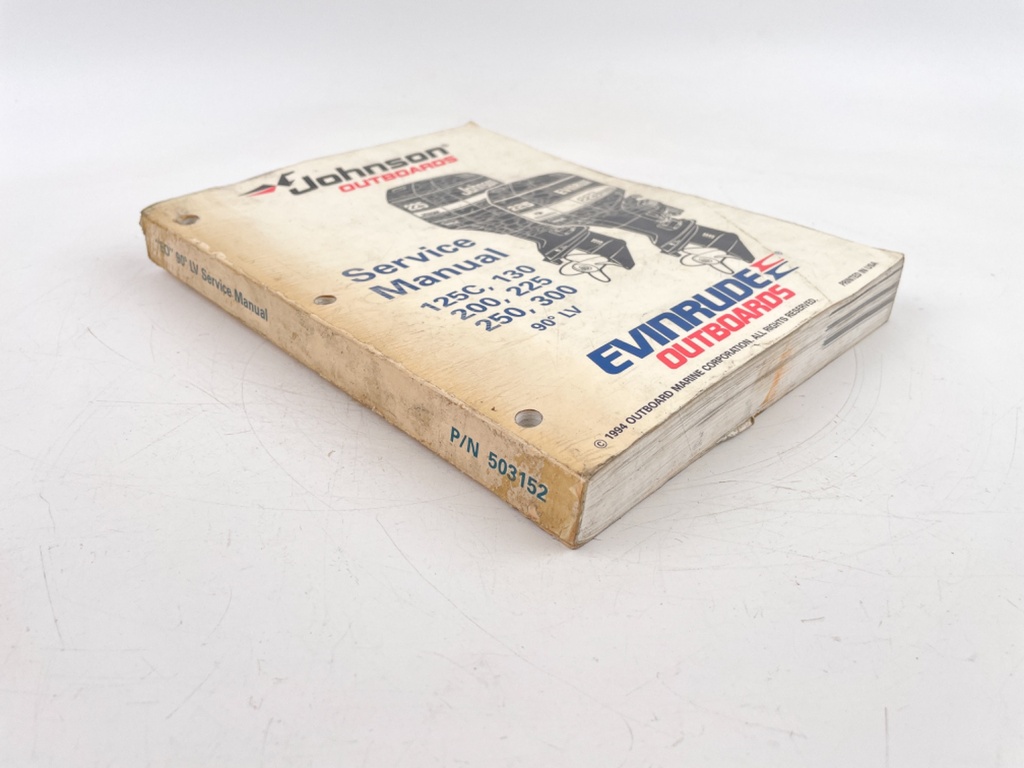 Johnson
OUTBOARDS
Service
Manual
125C, 130
200, 225
250, 300
90° LV
EVINRUDE
OUTBOARDS
© 1994 OUTBOARD MARINE CORPORATION. ALL RIGHTS RESERVED.
PRINTED IN USA
90° LV Service Manual
P/N 503152